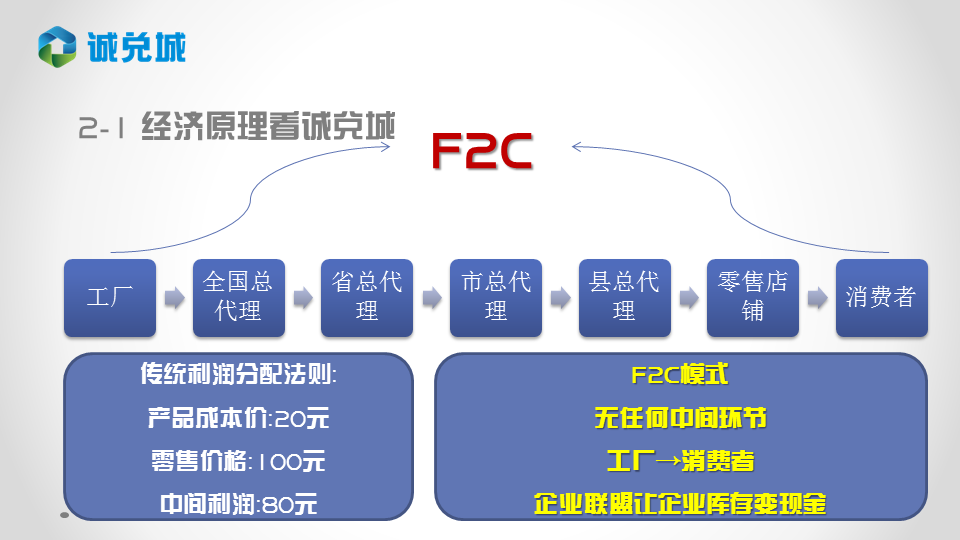 诚兑城
2-1 经济原理看诚兑城
F2C
工厂
全国总
代理
省总代
理
市总代
理
县总代
理
零售店
铺
消费者
传统利润分配法则:
产品成本价:20元
零售价格:100元
中间利润:80元
F2C模式
无任何中间环节
工厂→消费者
企业联盟让企业库存变现金